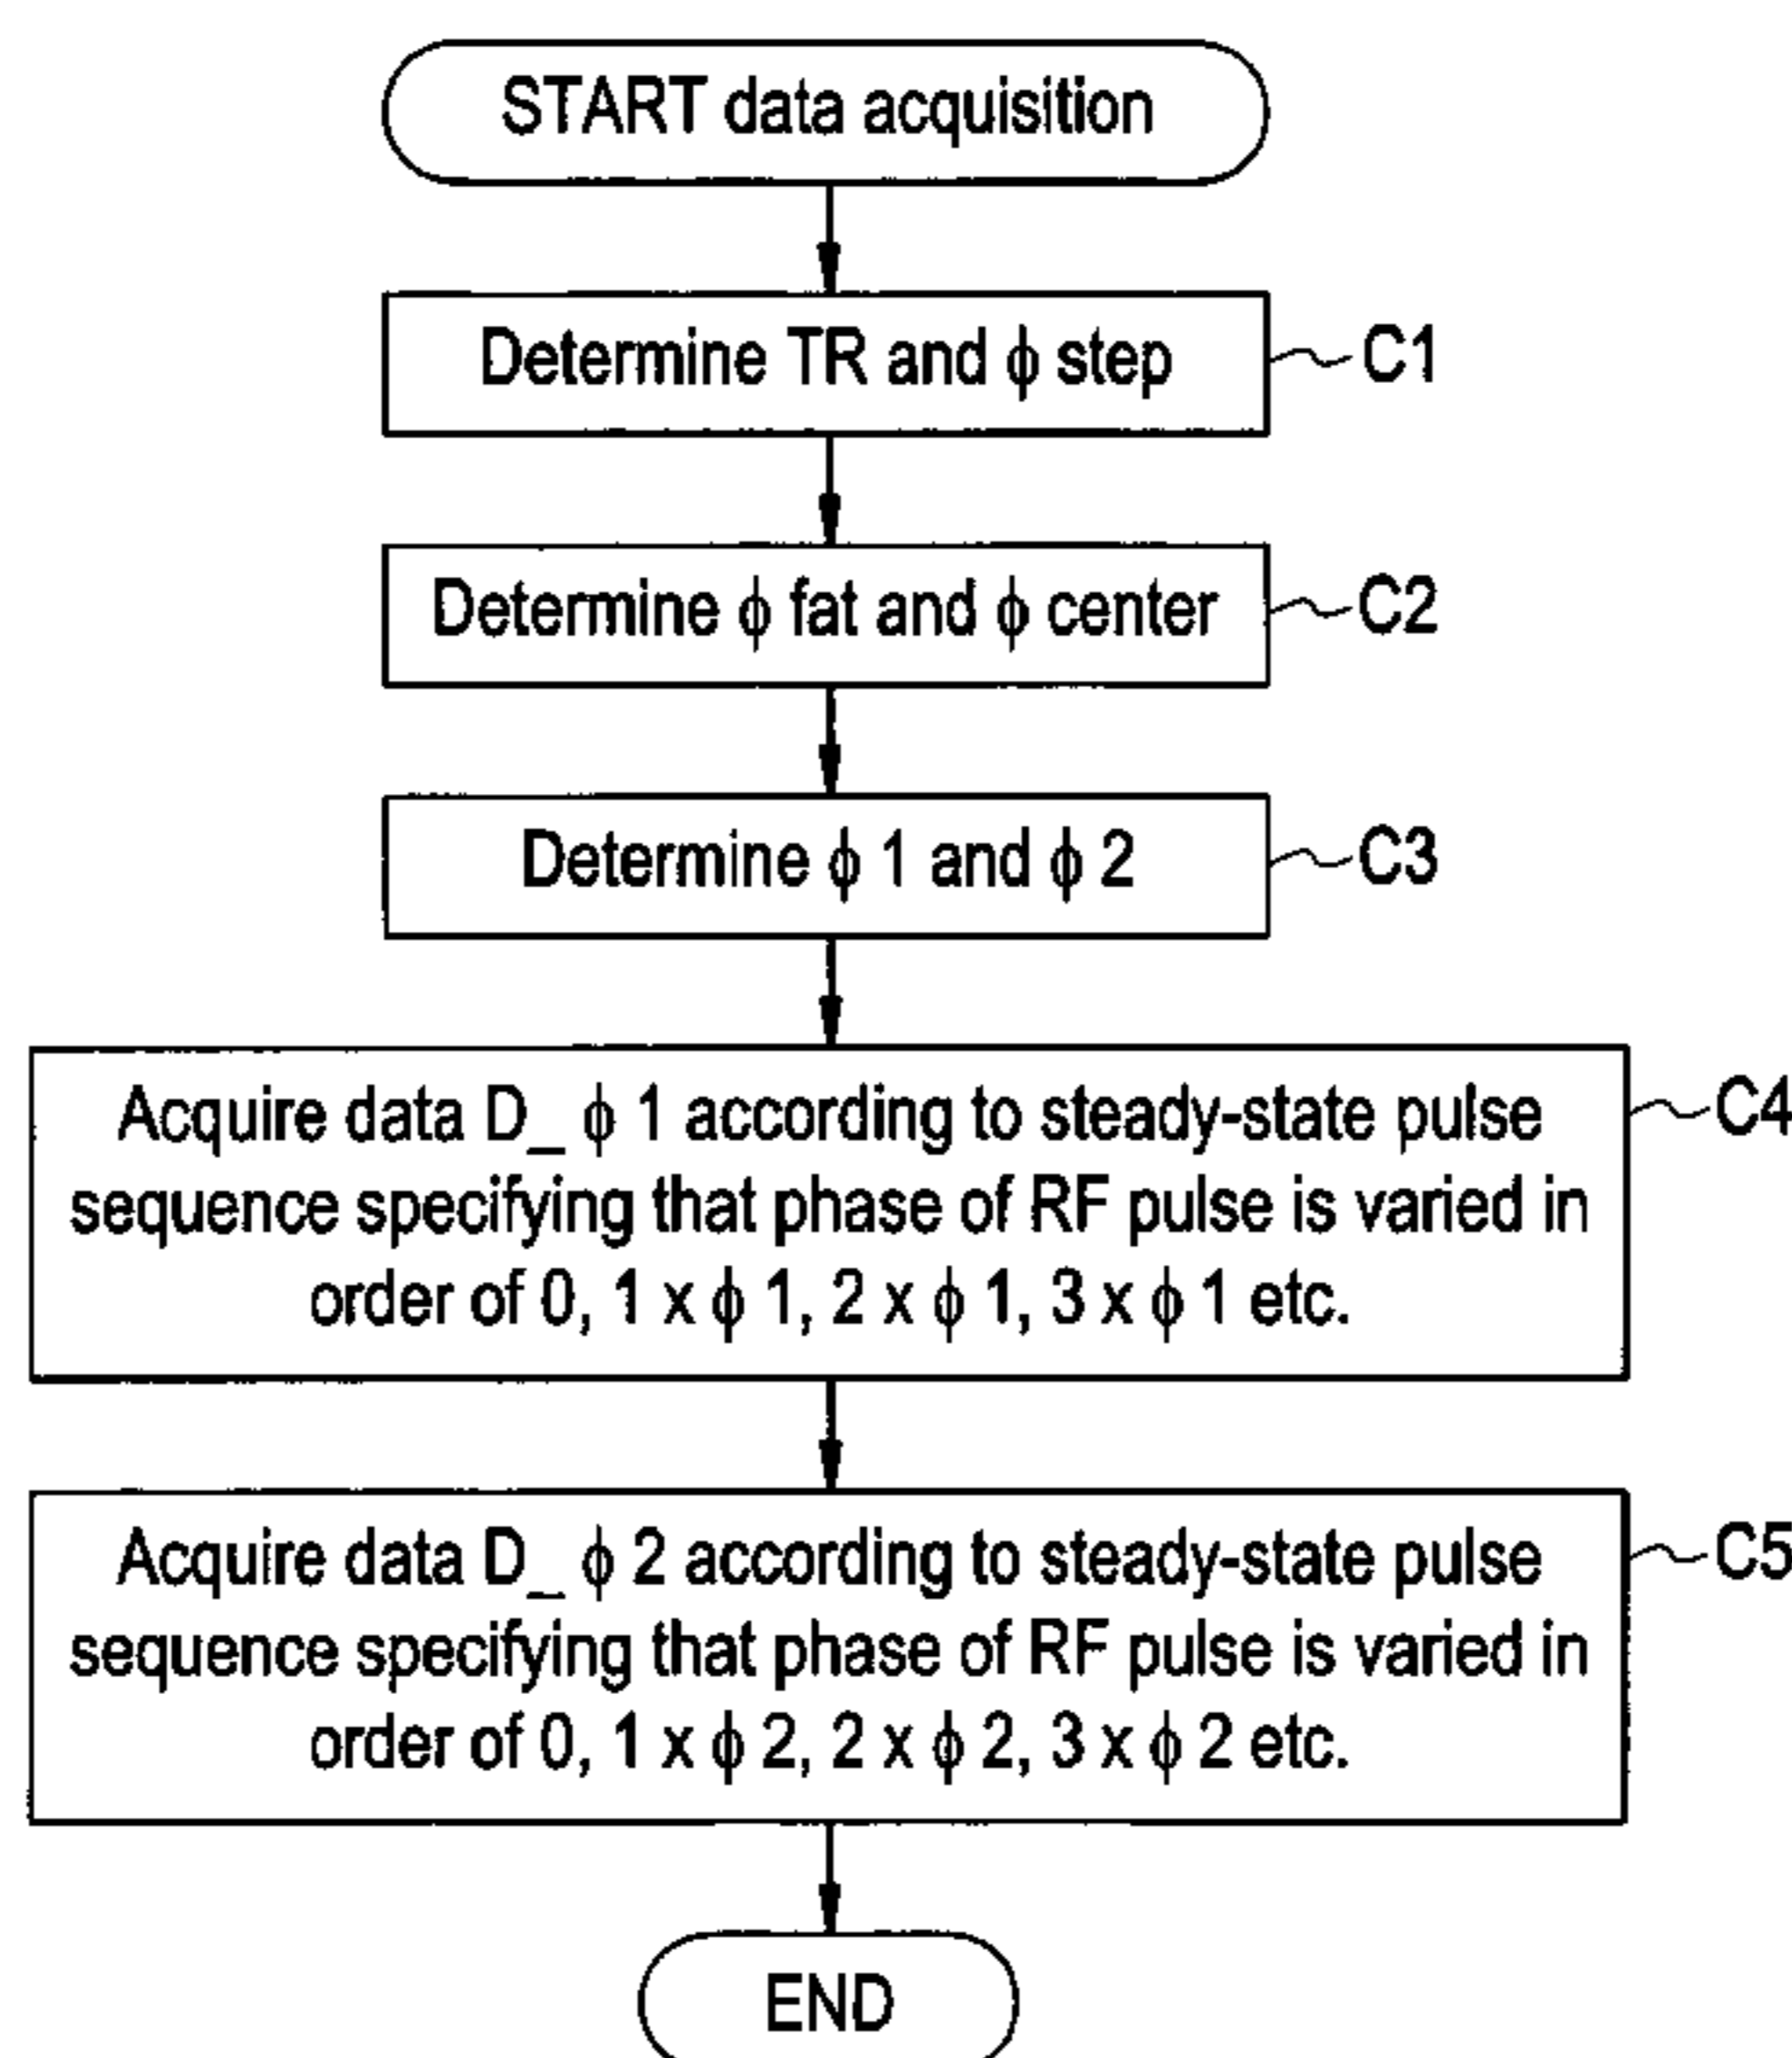 START data acquisition
Determine TR and ϕ step
C1
Determine ϕ fat and ϕ center
C2
Determine ϕ 1 and ϕ 2
C3
Acquire data D_ ϕ 1 according to steady-state pulse
sequence specifying that phase of RF pulse is varied in
order of 0, 1 x ϕ 1, 2 x ϕ 1, 3 x ϕ 1 etc.
C4
Acquire data D_ ϕ 2 according to steady-state pulse
sequence specifying that phase of RF pulse is varied in
order of 0, 1 x ϕ 2, 2 x ϕ 2, 3 x ϕ 2 etc.
C5
END